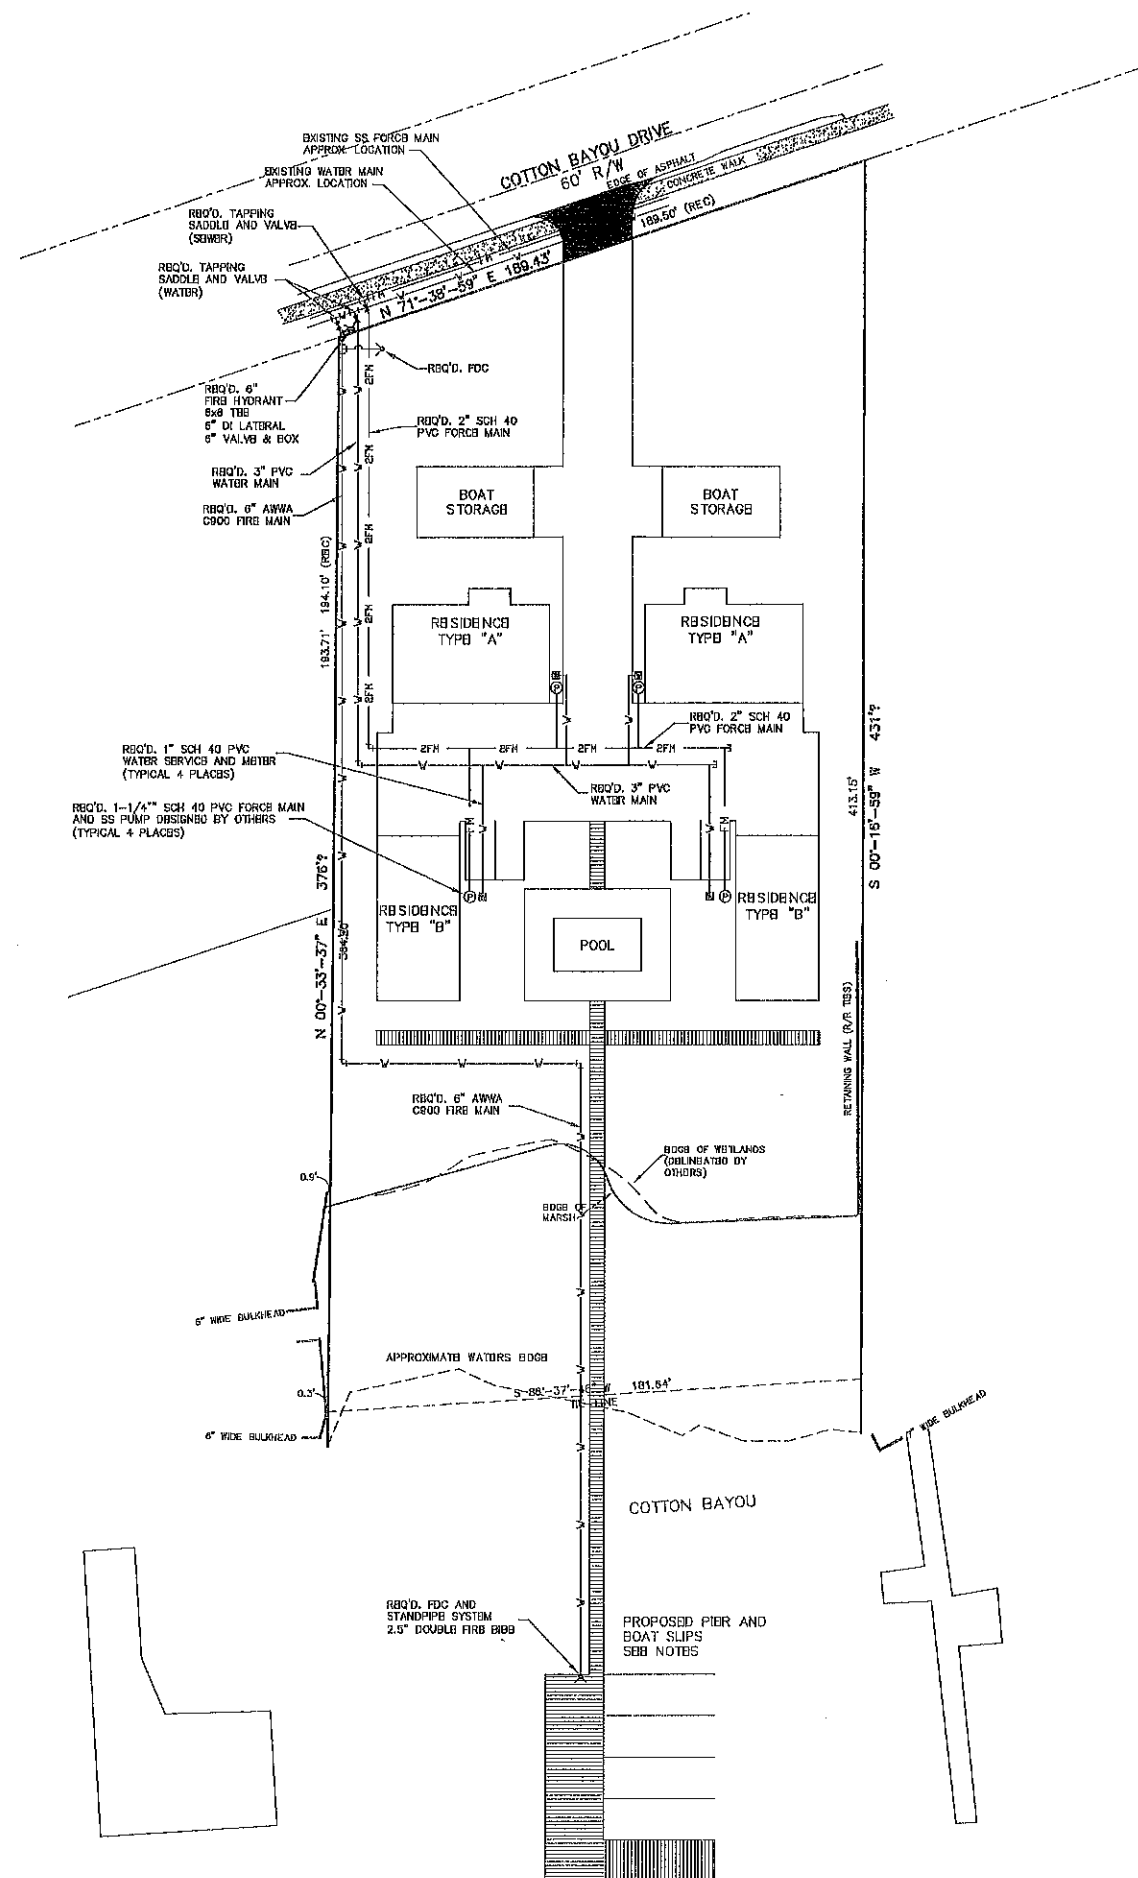 EXISTING SS FORCE MAIN
APPROX. LOCATION
EXISTING WATER MAIN
APPROX. LOCATION
COTTON BAYOU DRIVE
60' R/W
EDGE OF ASPHALT
CONCRETE WALK
189.50' (REC)
N 71°-38'-59" E 189.43'
REQ'D. TAPPING
SADDLE AND VALVE
(SEWER)
REQ'D. TAPPING
SADDLE AND VALVE
(WATER)
REQ'D. FDC
REQ'D. 6"
FIRE HYDRANT
6x6 TEE
6" DI LATERAL
6" VALVE & BOX
REQ'D. 2" SCH 40
PVC FORCE MAIN
REQ'D. 3" PVC
WATER MAIN
REQ'D. 6" AWWA
C900 FIRE MAIN
W
2FM
BOAT
STORAGE
BOAT
STORAGE
193.71' 194.10' (REC)
RESIDENCE
TYPE "A"
RESIDENCE
TYPE "A"
P
P
REQ'D. 2" SCH 40
PVC FORCE MAIN
2FM 2FM 2FM 2FM
W W W W
REQ'D. 1" SCH 40 PVC
WATER SERVICE AND METER
(TYPICAL 4 PLACES)
REQ'D. 3" PVC
WATER MAIN
REQ'D. 1-1/4"" SCH 40 PVC FORCE MAIN
AND SS PUMP DESIGNED BY OTHERS
(TYPICAL 4 PLACES)
S 00°-16'-59" W 431'?
413.15'
N 00°-33'-37" E 376'?
RESIDENCE
TYPE "B"
P
P
RESIDENCE
TYPE "B"
POOL
RETAINING WALL (R/R TIES)
W W W
REQ'D. 6" AWWA
C900 FIRE MAIN
EDGE OF WETLANDS
(DELINEATED BY
OTHERS)
0.9'
EDGE OF
MARSH
6" WIDE BULKHEAD
APPROXIMATE WATERS EDGE
181.54'
TIE LINE
0.3'
6" WIDE BULKHEAD
WIDE BULKHEAD
COTTON BAYOU
REQ'D. FDC AND
STANDPIPE SYSTEM
2.5" DOUBLE FIRE BIBB
PROPOSED PIER AND
BOAT SLIPS
SEE NOTES